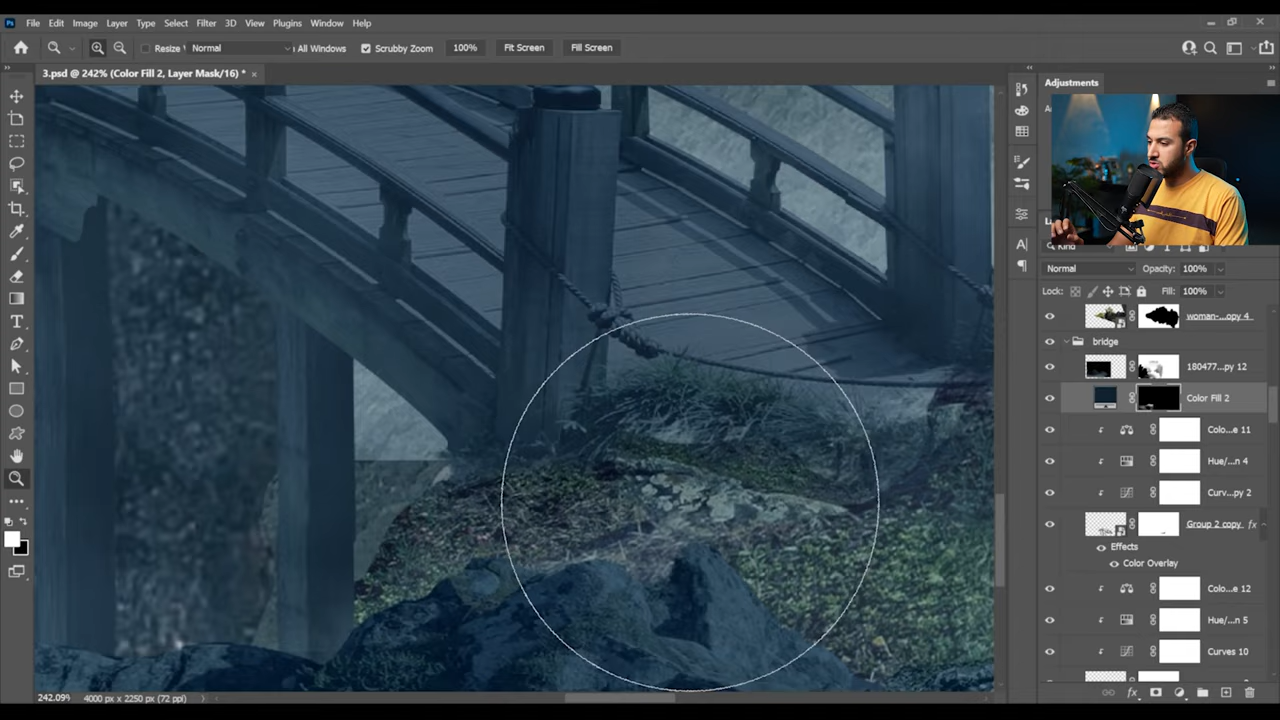 File Edit Image Layer Type Select Filter 3D View Plugins Window Help
Resize Normal All Windows Scrubby Zoom 100% Fit Screen Fill Screen
3.psd @ 242% (Color Fill 2, Layer Mask/16) *
Adjustments
Kind
Normal Opacity: 100%
Lock: Fill: 100%
woman-...opy 4
bridge
180477...py 12
Color Fill 2
Colo...e 11
Hue/... 4
Curv...py 2
Group 2 copy fx
Effects
Color Overlay
Colo...e 12
Hue/... 5
Curves 10
242.09% 4000 px x 2250 px (72 ppi)